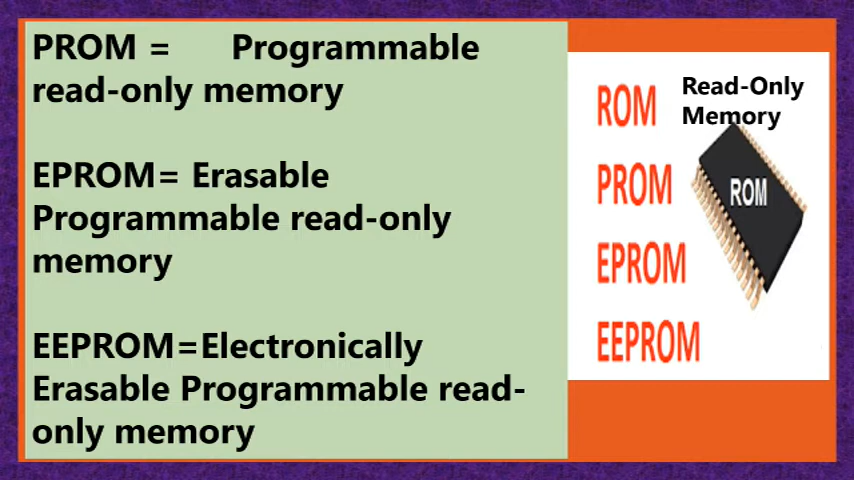 PROM = Programmable
read-only memory
EPROM= Erasable
Programmable read-only
memory
EEPROM=Electronically
Erasable Programmable read-
only memory
Read-Only
Memory
ROM
PROM
EPROM
EEPROM
ROM